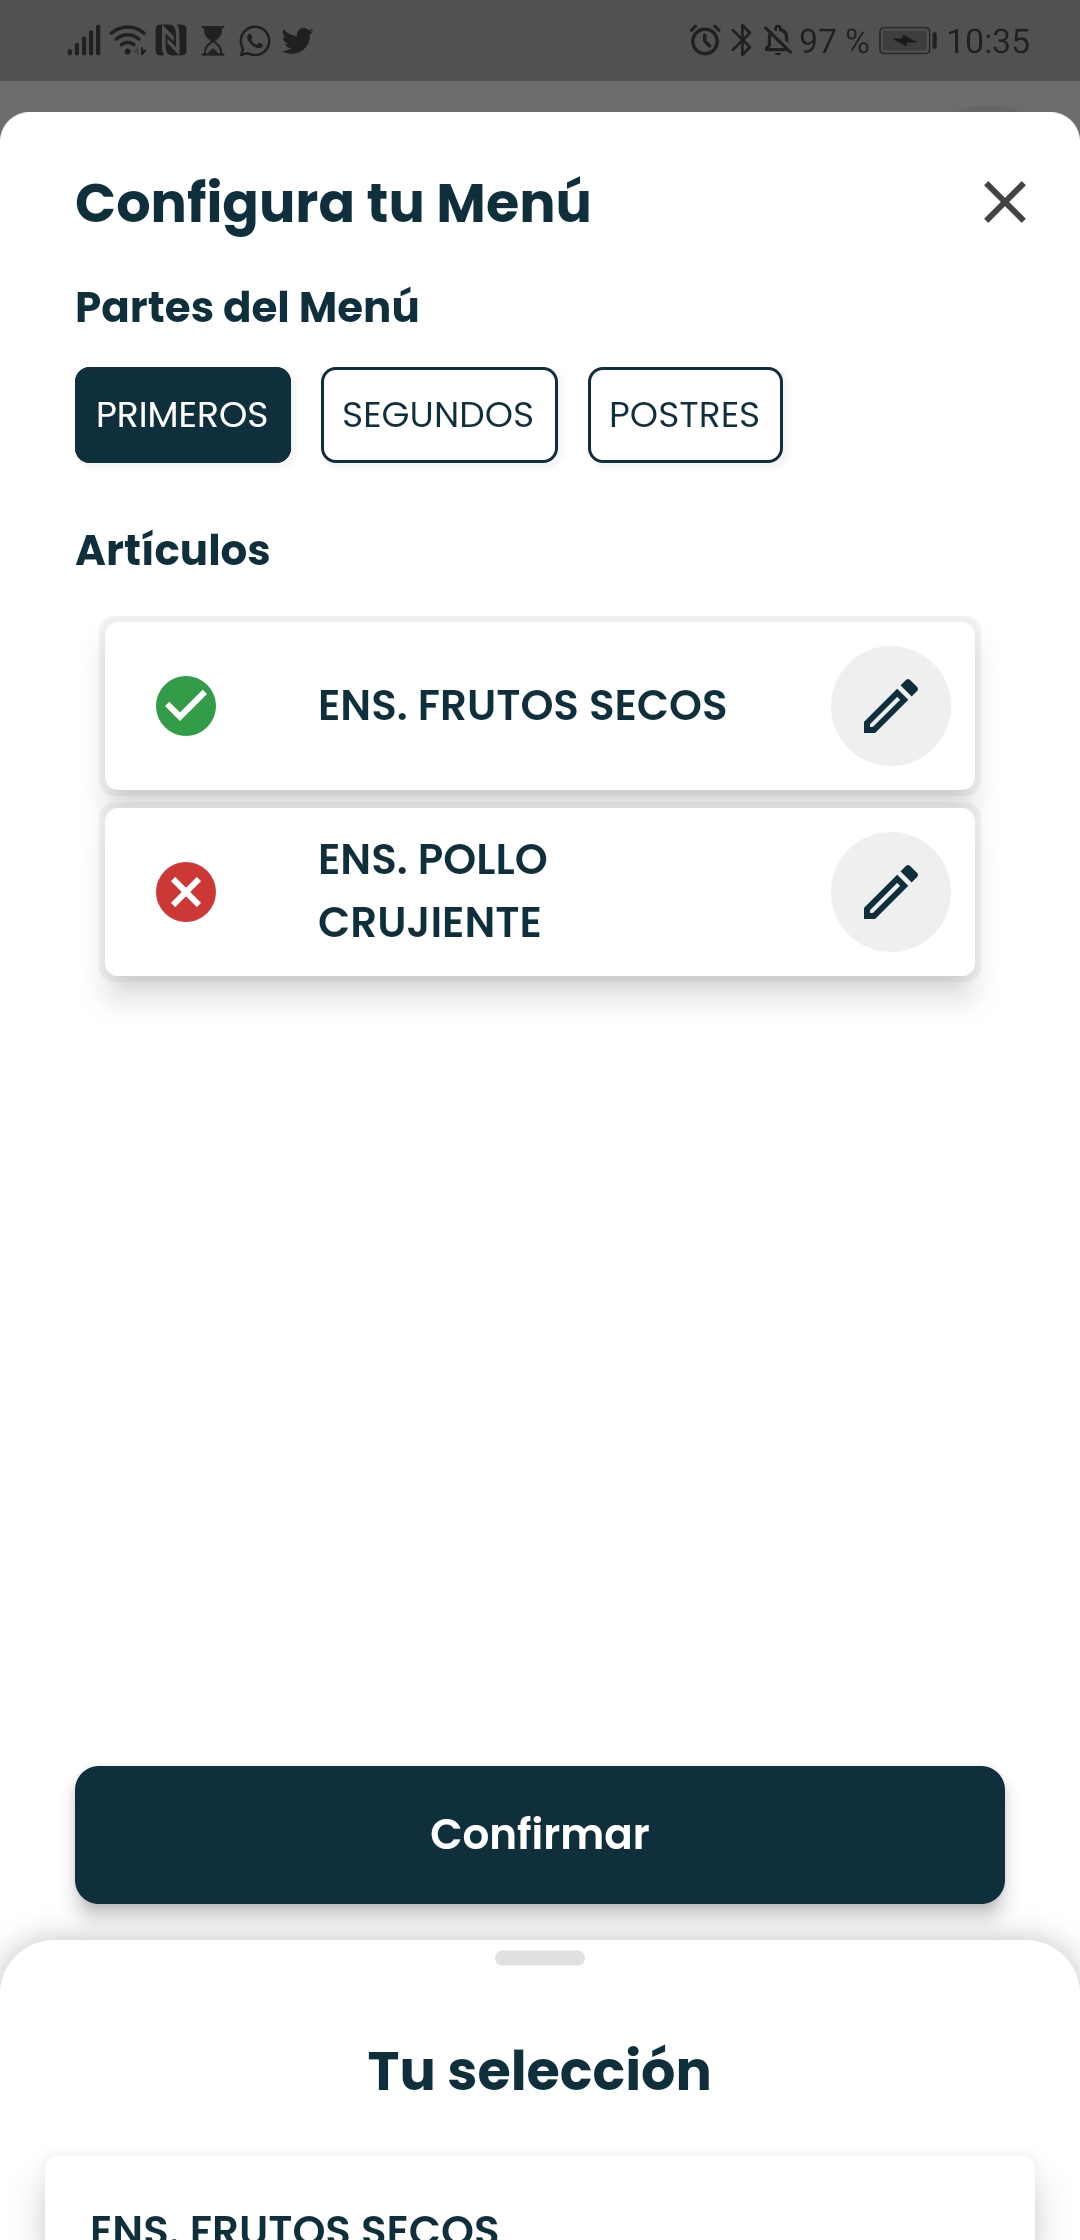 97 % 10:35
Configura tu Menú
Partes del Menú
PRIMEROS SEGUNDOS POSTRES
Artículos
ENS. FRUTOS SECOS
ENS. POLLO
CRUJIENTE
Confirmar
Tu selección
ENS. FRUTOS SECOS